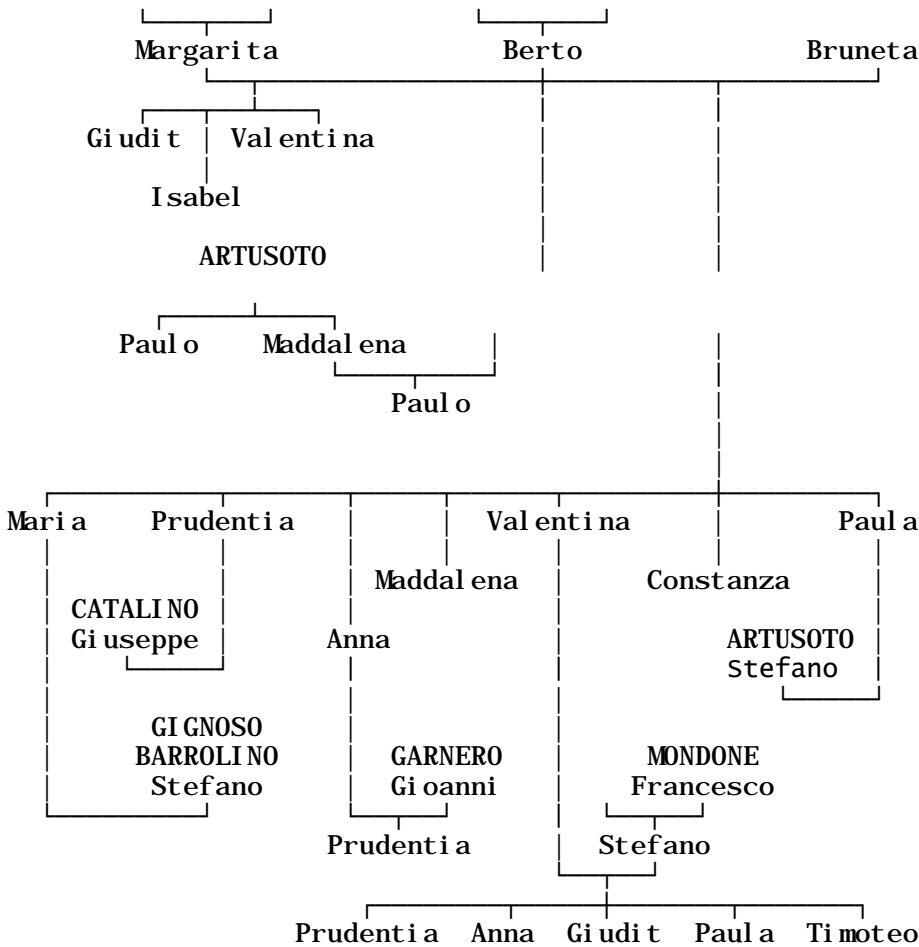 Margarita Berto Bruneta
Giudit Valentina
Isabel
ARTUSOTO
Paulo Maddalena
Paulo
Maria Prudentia Valentina Paula
Maddalena Constanza
CATALINO
Giuseppe Anna ARTUSOTO
Stefano
GIGNOSO
BARROLINO GARNERO MONDONE
Stefano Gioanni Francesco
Prudentia Stefano
Prudentia Anna Giudit Paula Timoteo